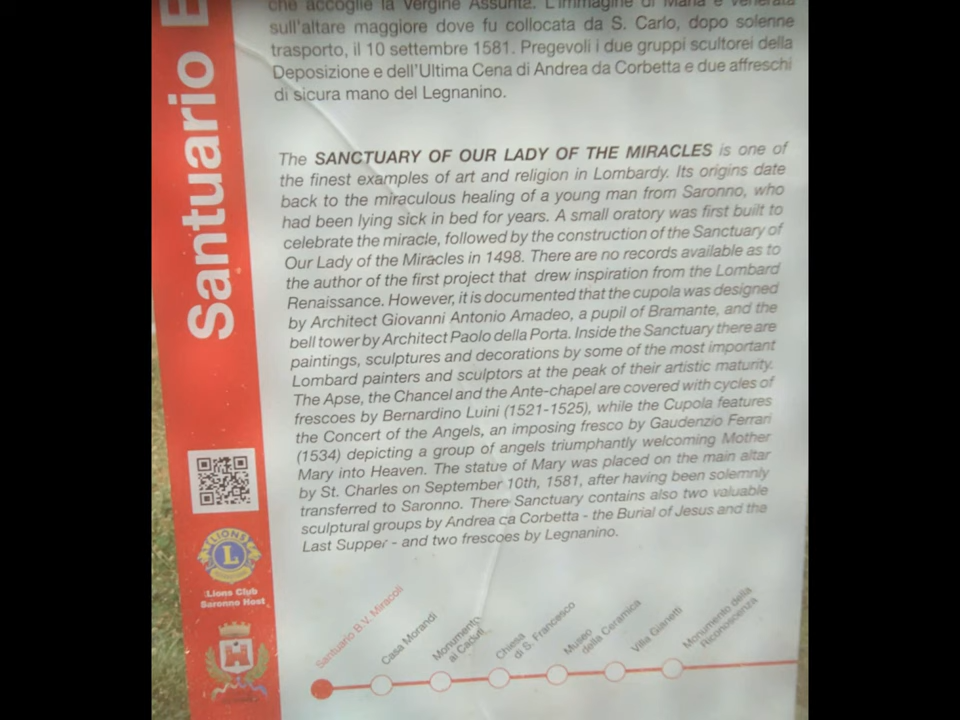 Santuario B
che accoglie la Vergine Assunta. L'immagine di Maria è venerata
sull'altare maggiore dove fu collocata da S. Carlo, dopo solenne
trasporto, il 10 settembre 1581. Pregevoli i due gruppi scultorei della
Deposizione e dell'Ultima Cena di Andrea da Corbetta e due affreschi
di sicura mano del Legnanino.
The SANCTUARY OF OUR LADY OF THE MIRACLES is one of
the finest examples of art and religion in Lombardy. Its origins date
back to the miraculous healing of a young man from Saronno, who
had been lying sick in bed for years. A small oratory was first built to
celebrate the miracle, followed by the construction of the Sanctuary of
Our Lady of the Miracles in 1498. There are no records available as to
the author of the first project that drew inspiration from the Lombard
Renaissance. However, it is documented that the cupola was designed
by Architect Giovanni Antonio Amadeo, a pupil of Bramante, and the
bell tower by Architect Paolo della Porta. Inside the Sanctuary there are
paintings, sculptures and decorations by some of the most important
Lombard painters and sculptors at the peak of their artistic maturity.
The Apse, the Chancel and the Ante-chapel are covered with cycles of
frescoes by Bernardino Luini (1521-1525), while the Cupola features
the Concert of the Angels, an imposing fresco by Gaudenzio Ferrari
(1534) depicting a group of angels triumphantly welcoming Mother
Mary into Heaven. The statue of Mary was placed on the main altar
by St. Charles on September 10th, 1581, after having been solemnly
transferred to Saronno. There Sanctuary contains also two valuable
sculptural groups by Andrea ca Corbetta - the Burial of Jesus and the
Last Supper - and two frescoes by Legnanino.
LIONS
L
Lions Club
Saronno Host
Santuario B.V. Miracoli
Casa Morandi
Monumento
ai Caduti
Chiesa
di S. Francesco
Museo
della Ceramica
Villa Gianetti
Monumento della
Riconoscenza